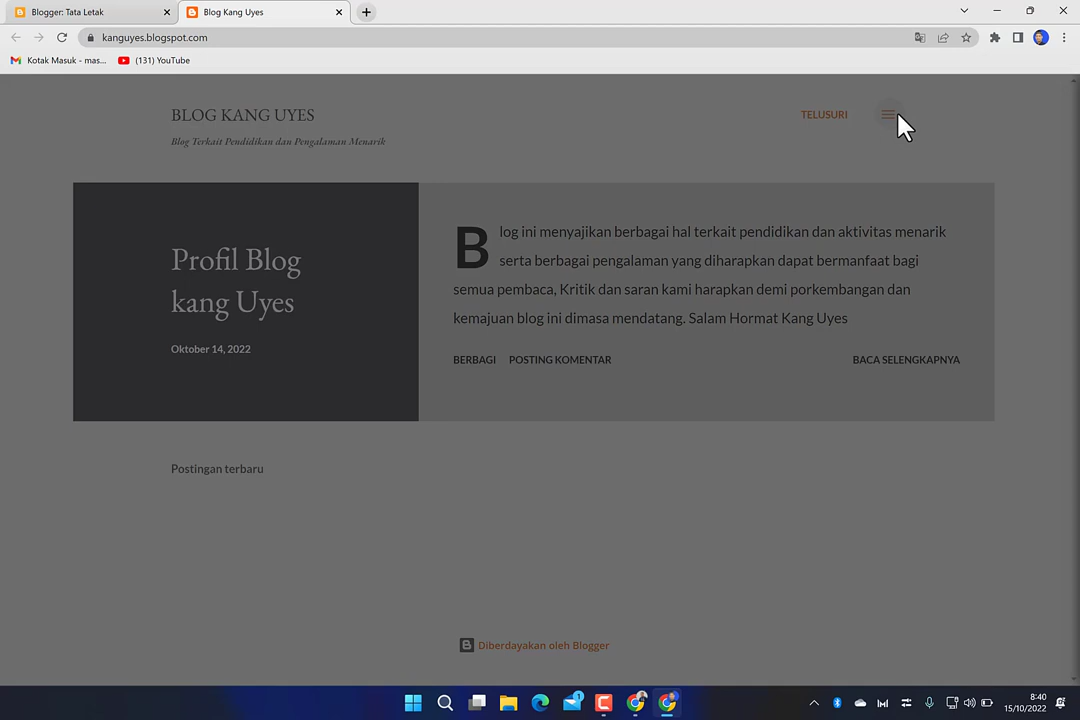 Blogger: Tata Letak
Blog Kang Uyes
kanguyes.blogspot.com
Kotak Masuk - mas...
(131) YouTube
BLOG KANG UYES
TELUSURI
Blog Terkait Pendidikan dan Pengalaman Menarik
Profil Blog
kang Uyes
Oktober 14, 2022
Blog ini menyajikan berbagai hal terkait pendidikan dan aktivitas menarik
serta berbagai pengalaman yang diharapkan dapat bermanfaat bagi
semua pembaca, Kritik dan saran kami harapkan demi porkembangan dan
kemajuan blog ini dimasa mendatang. Salam Hormat Kang Uyes
BERBAGI POSTING KOMENTAR BACA SELENGKAPNYA
Postingan terbaru
Diberdayakan oleh Blogger
1
8:40
15/10/2022